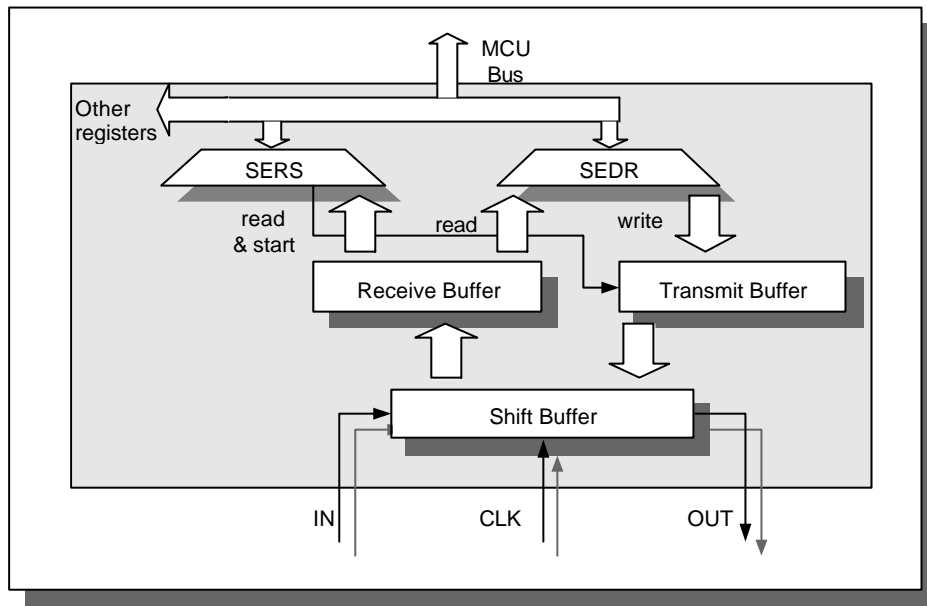 MCU
Bus
Other
registers
SERS
SEDR
read
& start
read
write
Receive Buffer
Transmit Buffer
Shift Buffer
IN
CLK
OUT